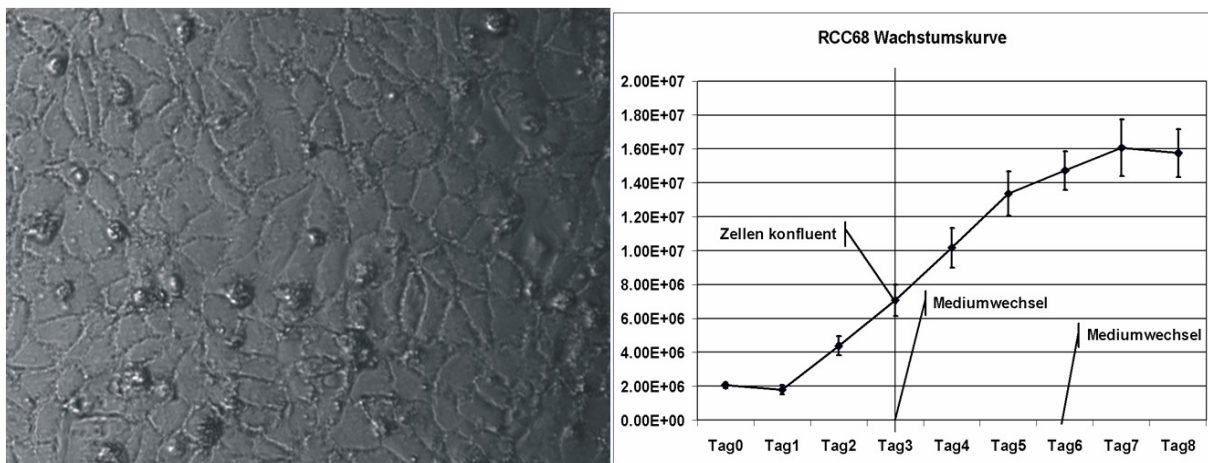 RCC68 Wachstumskurve
2.00E+07
1.80E+07
1.60E+07
1.40E+07
1.20E+07
Zellen konfluent
1.00E+07
8.00E+06
Mediumwechsel
6.00E+06
Mediumwechsel
4.00E+06
2.00E+06
0.00E+00
Tag0 Tag1 Tag2 Tag3 Tag4 Tag5 Tag6 Tag7 Tag8